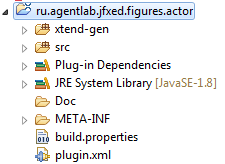 ru.agentlab.jfxed.figures.actor
xtend-gen
src
Plug-in Dependencies
JRE System Library [JavaSE-1.8]
Doc
META-INF
build.properties
plugin.xml